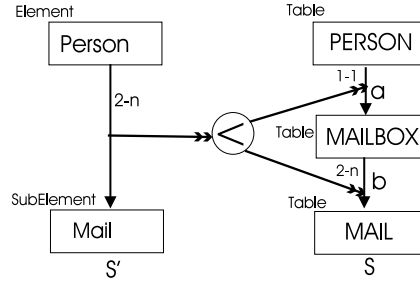 Element
Person
2-n
SubElement
Mail
S'
<
Table
PERSON
1-1
a
Table
MAILBOX
2-n
b
Table
MAIL
S